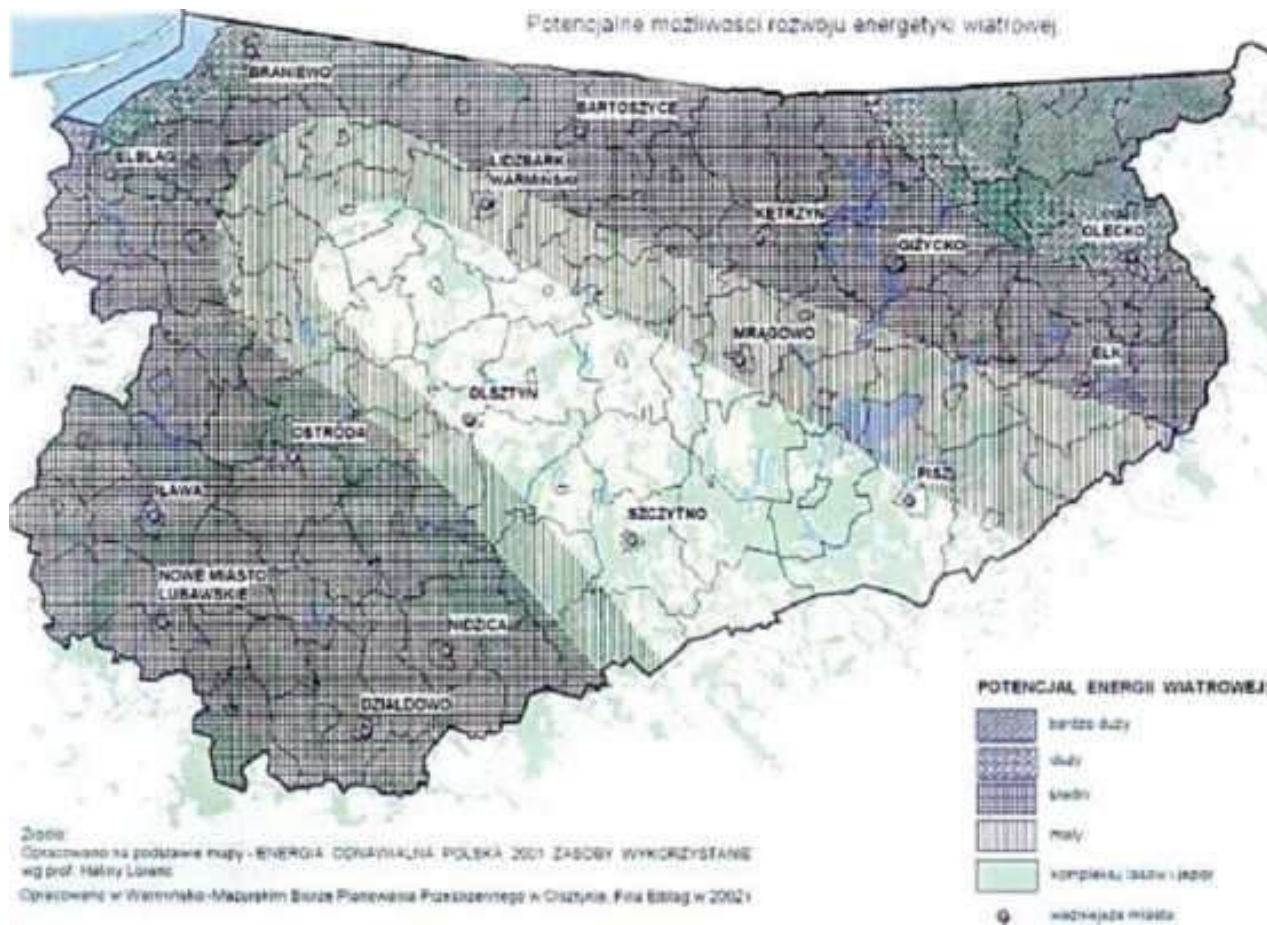 Potencjalne możliwości rozwoju energetyki wiatrowej.
BRANIEWO
BARTOSZYCE
ELBLĄG
LIDZBARK
WARMIŃSKI
KĘTRZYN
GIŻYCKO
OLECKO
MRĄGOWO
EŁK
OLSZTYN
OSTRÓDA
PISZ
IŁAWA
SZCZYTNO
NOWE MIASTO
LUBAWSKIE
NIDZICA
DZIAŁDOWO
POTENCJAŁ ENERGII WIATROWEJ:
bardzo duży
duży
średni
mały
kompleksy lasów i jezior
ważniejsze miasta
Źródło:
Opracowano na podstawie mapy - ENERGIA ODNAWIALNA POLSKA 2001 ZASOBY WYKORZYSTANIE
wg prof. Haliny Lorenc
Opracowano w Warmińsko-Mazurskim Biurze Planowania Przestrzennego w Olsztynie, Filia Elbląg w 2002 r.